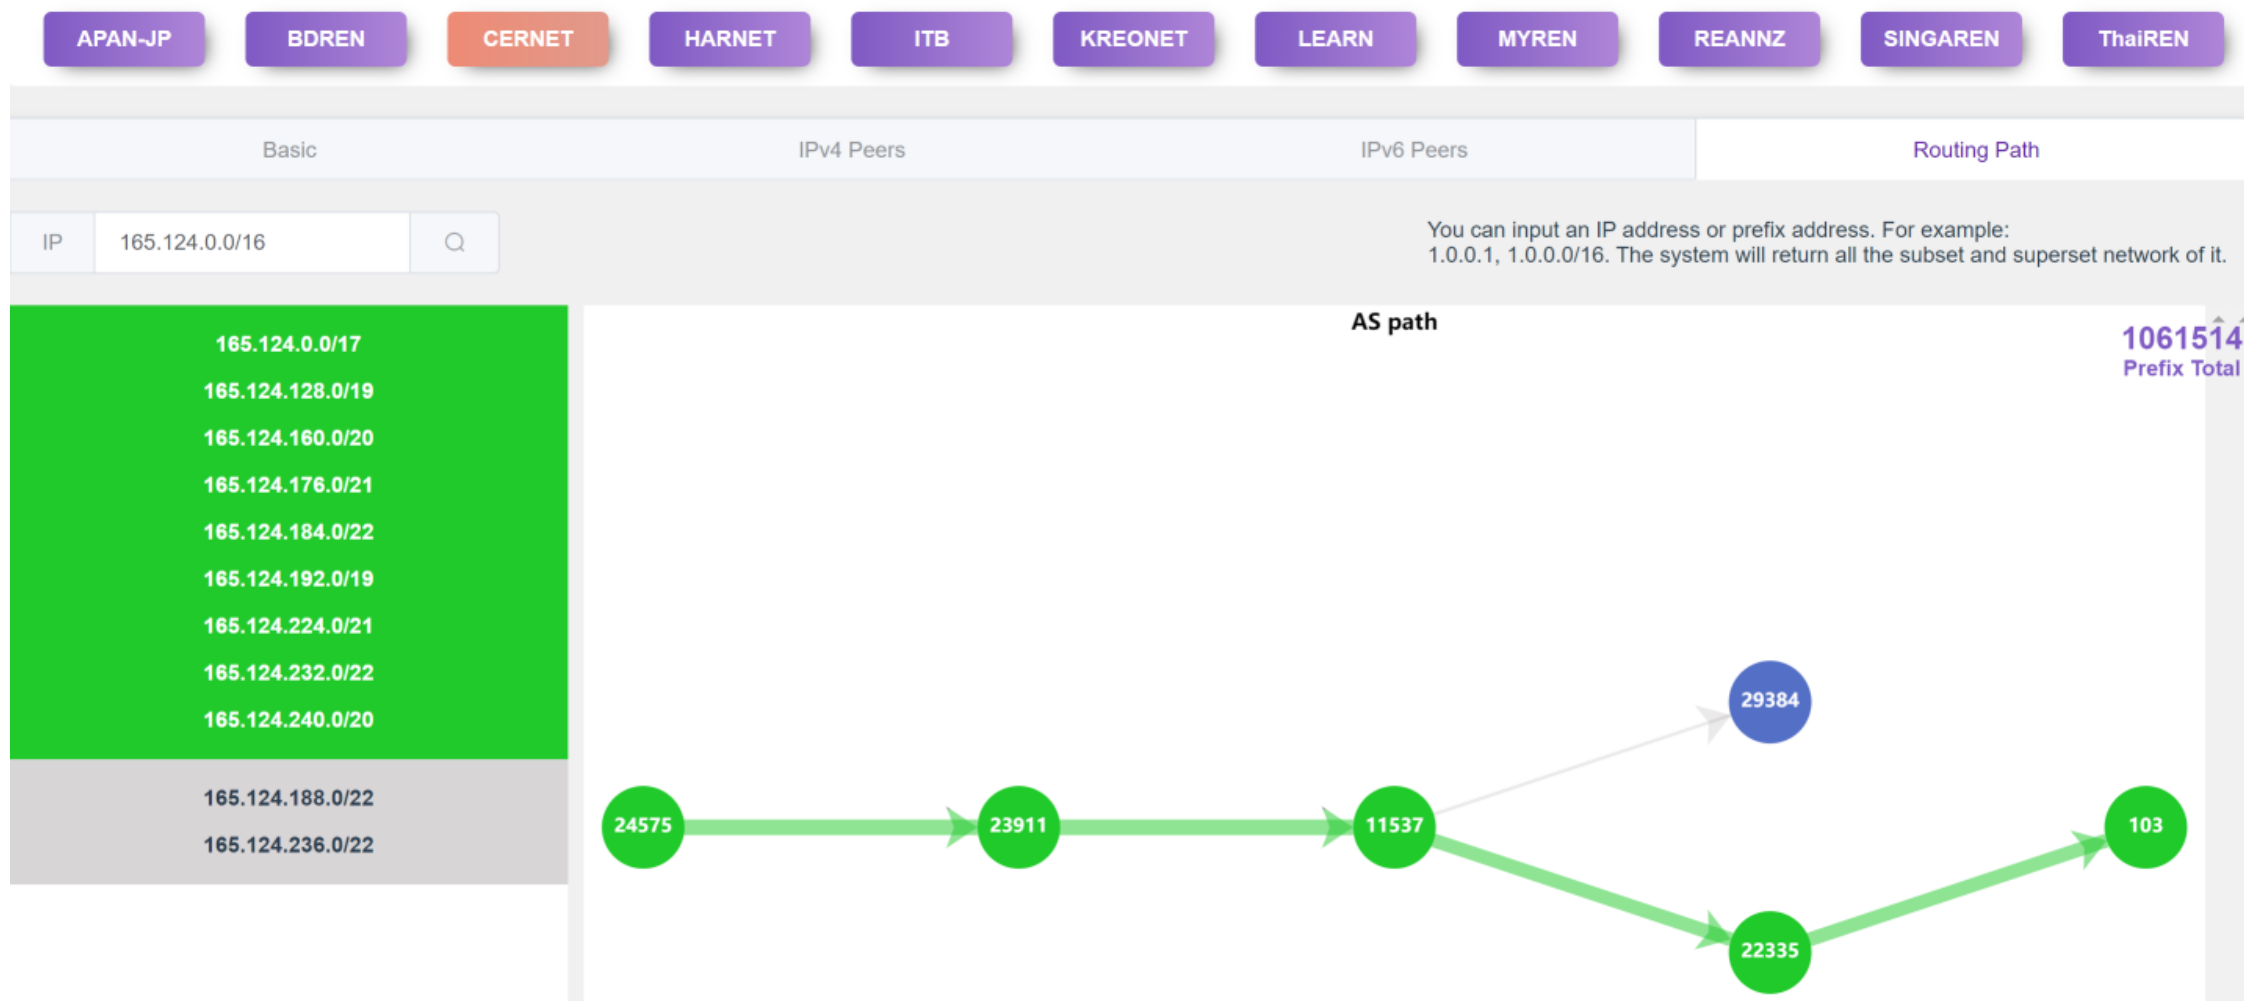 APAN-JP BDREN CERNET HARNET ITB KREONET LEARN MYREN REANNZ SINGAREN ThaiREN
Basic IPv4 Peers IPv6 Peers Routing Path
IP 165.124.0.0/16
You can input an IP address or prefix address. For example:
1.0.0.1, 1.0.0.0/16. The system will return all the subset and superset network of it.
165.124.0.0/17
165.124.128.0/19
165.124.160.0/20
165.124.176.0/21
165.124.184.0/22
165.124.192.0/19
165.124.224.0/21
165.124.232.0/22
165.124.240.0/20
165.124.188.0/22
165.124.236.0/22
AS path
1061514
Prefix Total
29384
24575 23911 11537 103
22335